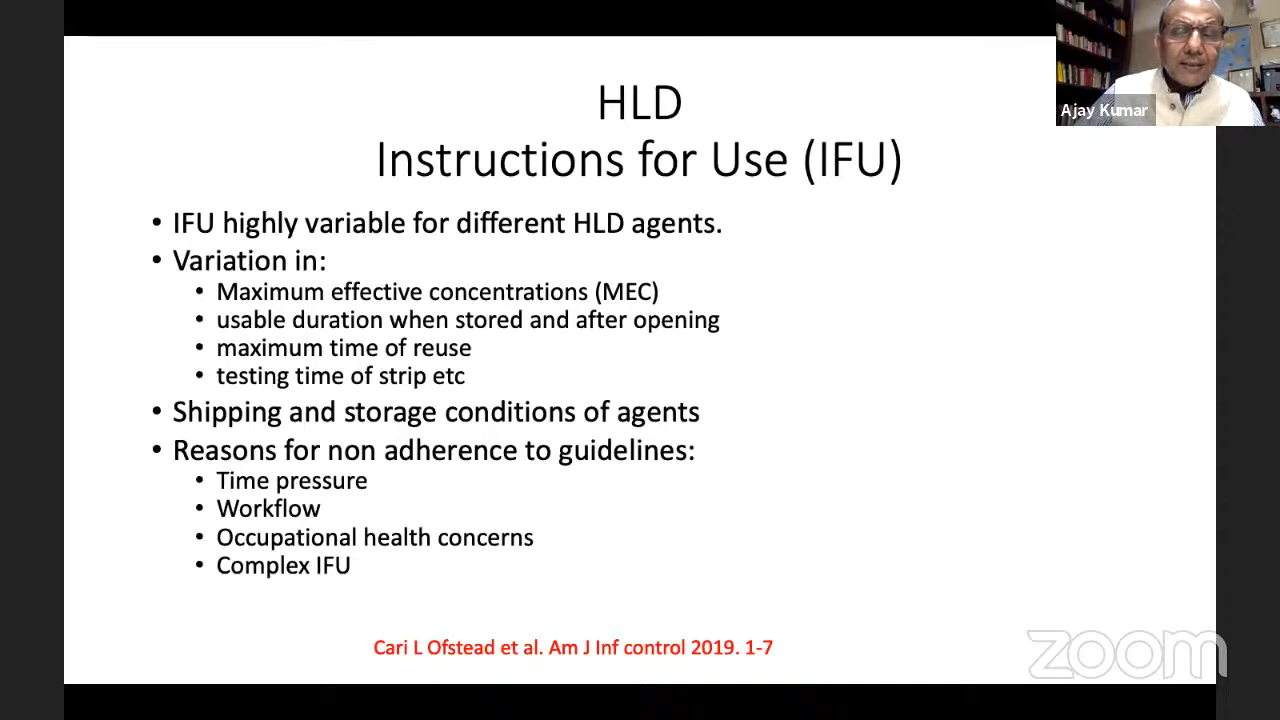 HLD
Instructions for Use (IFU)
• IFU highly variable for different HLD agents.
• Variation in:
• Maximum effective concentrations (MEC)
• usable duration when stored and after opening
• maximum time of reuse
• testing time of strip etc
• Shipping and storage conditions of agents
• Reasons for non adherence to guidelines:
• Time pressure
• Workflow
• Occupational health concerns
• Complex IFU
Cari L Ofstead et al. Am J Inf control 2019. 1-7
Ajay Kumar
zoom